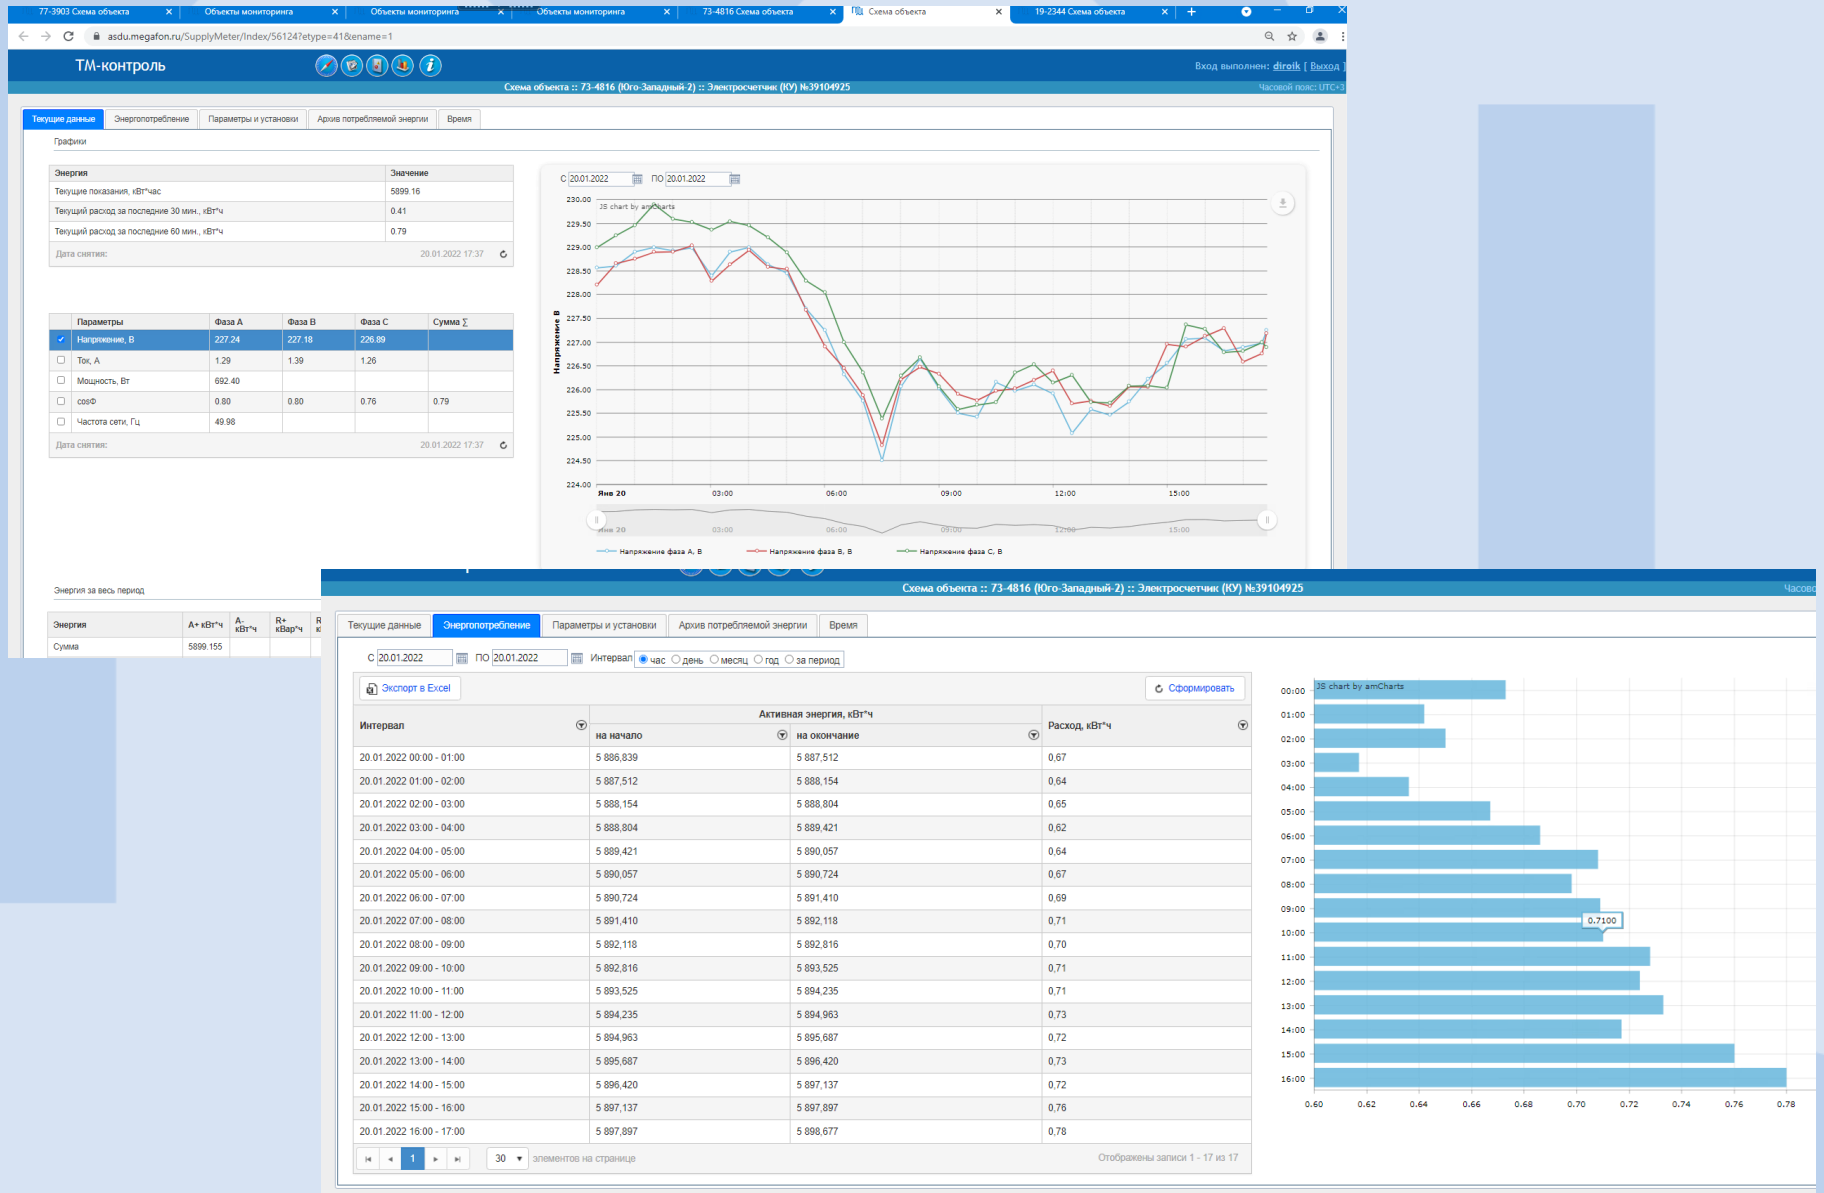 77-3903 Схема объекта
Объекты мониторинга
Объекты мониторинга
Объекты мониторинга
73-4816 Схема объекта
Схема объекта
19-2344 Схема объекта
asdu.megafon.ru/SupplyMeter/Index/56124?etype=41&ename=1
ТМ-контроль
Вход выполнен: diroik [ Выход ]
Схема объекта :: 73-4816 (Юго-Западный-2) :: Электросчетчик (КУ) №39104925
Часовой пояс: UTC+3
Текущие данные Энергопотребление Параметры и установки Архив потребляемой энергии Время
Графики
Энергия Значение
Текущие показания, кВт*час 5899.16
Текущий расход за последние 30 мин., кВт*ч 0.41
Текущий расход за последние 60 мин., кВт*ч 0.79
Дата снятия: 20.01.2022 17:37
Параметры Фаза A Фаза B Фаза C Сумма ∑
Напряжение, В 227.24 227.18 226.89
Ток, А 1.29 1.39 1.26
Мощность, Вт 692.40
cosФ 0.80 0.80 0.76 0.79
Частота сети, Гц 49.98
Дата снятия: 20.01.2022 17:37
С 20.01.2022 ПО 20.01.2022
JS chart by amCharts
Напряжение В
230.00
229.50
229.00
228.50
228.00
227.50
227.00
226.50
226.00
225.50
225.00
224.50
224.00
Янв 20 03:00 06:00 09:00 12:00 15:00
Янв 20 03:00 06:00 09:00 12:00 15:00
Напряжение фаза А, В Напряжение фаза В, В Напряжение фаза С, В
Энергия за весь период
Энергия A+ кВт*ч A- кВт*ч R+ кВар*ч
Сумма 5899.155
Схема объекта :: 73-4816 (Юго-Западный-2) :: Электросчетчик (КУ) №39104925
Часово
Текущие данные Энергопотребление Параметры и установки Архив потребляемой энергии Время
С 20.01.2022 ПО 20.01.2022 Интервал час день месяц год за период
Экспорт в Excel Сформировать
Интервал Активная энергия, кВт*ч Расход, кВт*ч
на начало на окончание
20.01.2022 00:00 - 01:00 5 886,839 5 887,512 0,67
20.01.2022 01:00 - 02:00 5 887,512 5 888,154 0,64
20.01.2022 02:00 - 03:00 5 888,154 5 888,804 0,65
20.01.2022 03:00 - 04:00 5 888,804 5 889,421 0,62
20.01.2022 04:00 - 05:00 5 889,421 5 890,057 0,64
20.01.2022 05:00 - 06:00 5 890,057 5 890,724 0,67
20.01.2022 06:00 - 07:00 5 890,724 5 891,410 0,69
20.01.2022 07:00 - 08:00 5 891,410 5 892,118 0,71
20.01.2022 08:00 - 09:00 5 892,118 5 892,816 0,70
20.01.2022 09:00 - 10:00 5 892,816 5 893,525 0,71
20.01.2022 10:00 - 11:00 5 893,525 5 894,235 0,71
20.01.2022 11:00 - 12:00 5 894,235 5 894,963 0,73
20.01.2022 12:00 - 13:00 5 894,963 5 895,687 0,72
20.01.2022 13:00 - 14:00 5 895,687 5 896,420 0,73
20.01.2022 14:00 - 15:00 5 896,420 5 897,137 0,72
20.01.2022 15:00 - 16:00 5 897,137 5 897,897 0,76
20.01.2022 16:00 - 17:00 5 897,897 5 898,677 0,78
1 30 элементов на странице Отображены записи 1 - 17 из 17
JS chart by amCharts
00:00
01:00
02:00
03:00
04:00
05:00
06:00
07:00
08:00
09:00
0.7100
10:00
11:00
12:00
13:00
14:00
15:00
16:00
0.60 0.62 0.64 0.66 0.68 0.70 0.72 0.74 0.76 0.78